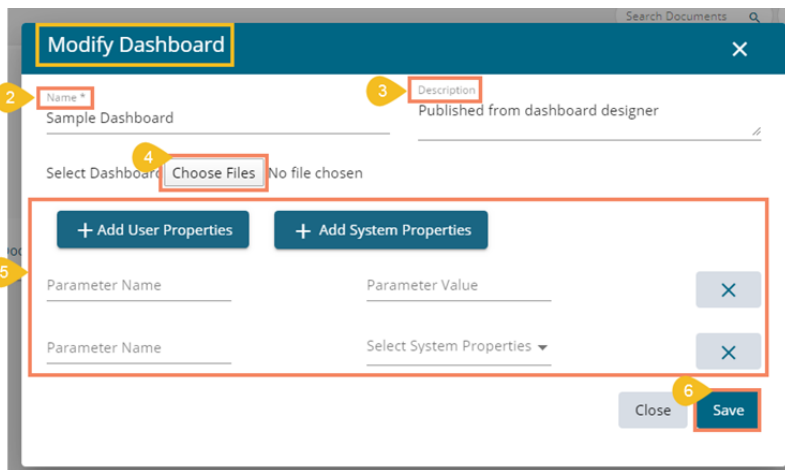 Search Documents
Modify Dashboard
2 Name *
3 Description
Sample Dashboard
Published from dashboard designer
4
Select Dashboard Choose Files No file chosen
+ Add User Properties + Add System Properties
5
Parameter Name Parameter Value
Parameter Name Select System Properties
6
Close Save